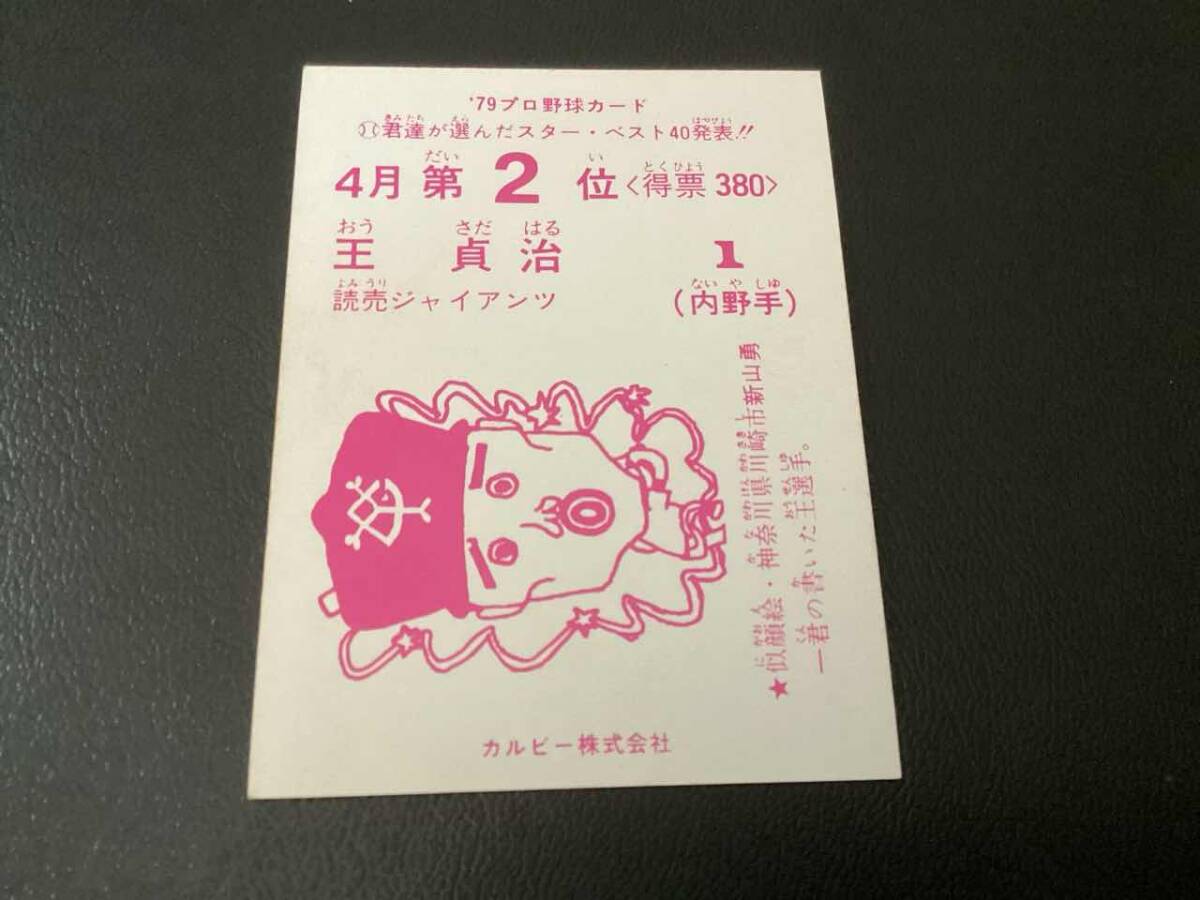 '79プロ野球カード
君達が選んだスター・ベスト40発表!!
4月第2位〈得票 380〉
王 貞治 1
読売ジャイアンツ (内野手)
★似顔絵・神奈川県川崎市新山勇
一君の書いた王選手。
カルビー株式会社